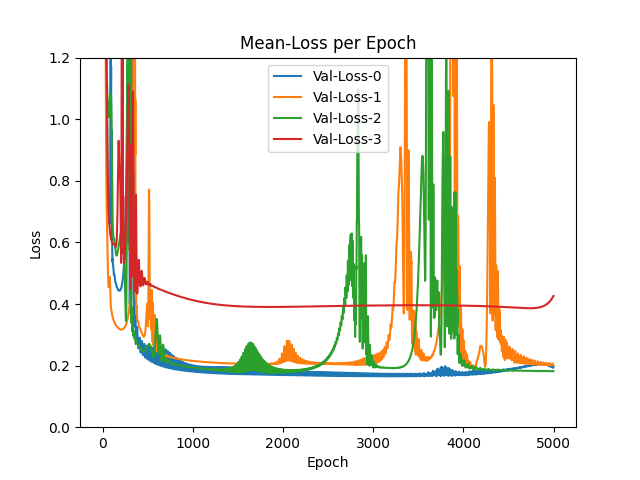 Mean-Loss per Epoch
Val-Loss-0
Val-Loss-1
Val-Loss-2
Val-Loss-3
Loss
1.2
1.0
0.8
0.6
0.4
0.2
0.0
0 1000 2000 3000 4000 5000
Epoch